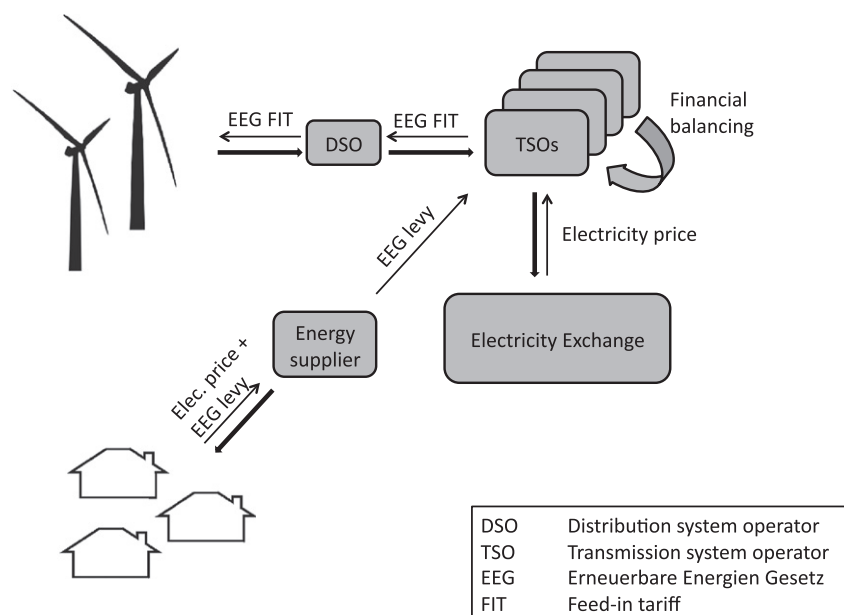 EEG FIT
DSO
EEG FIT
TSOs
Financial
balancing
EEG levy
Electricity price
Energy
supplier
Electricity Exchange
Elec. price +
EEG levy
DSO Distribution system operator
TSO Transmission system operator
EEG Erneuerbare Energien Gesetz
FIT Feed-in tariff